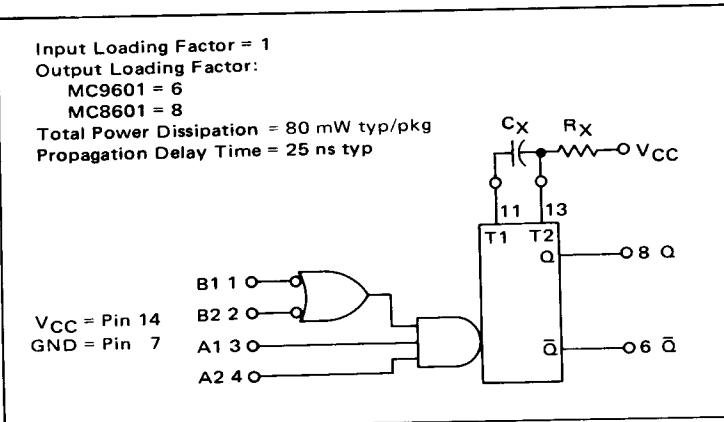 Input Loading Factor = 1
Output Loading Factor:
MC9601 = 6
MC8601 = 8
Total Power Dissipation = 80 mW typ/pkg
Propagation Delay Time = 25 ns typ
CX RX
VCC
11 13
T1 T2
Q 8 Q
B1 1
B2 2
VCC = Pin 14
GND = Pin 7
A1 3
A2 4
Q̅ 6 Q̅